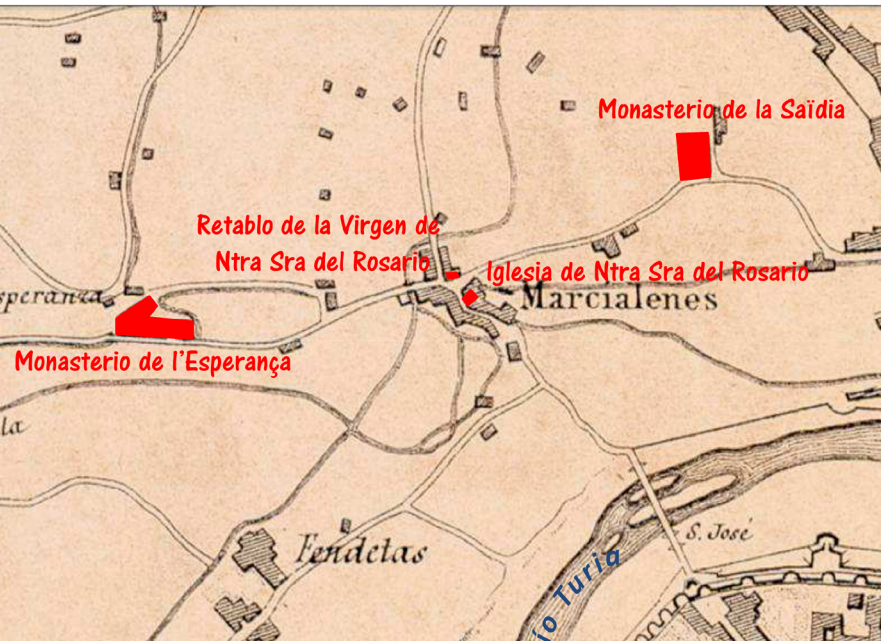 Monasterio de la Saïdia
Retablo de la Virgen de
Ntra Sra del Rosario
Iglesia de Ntra Sra del Rosario
speranza
Marcialenes
Monasterio de l'Esperança
la
Fendetas
S. José
io Turia